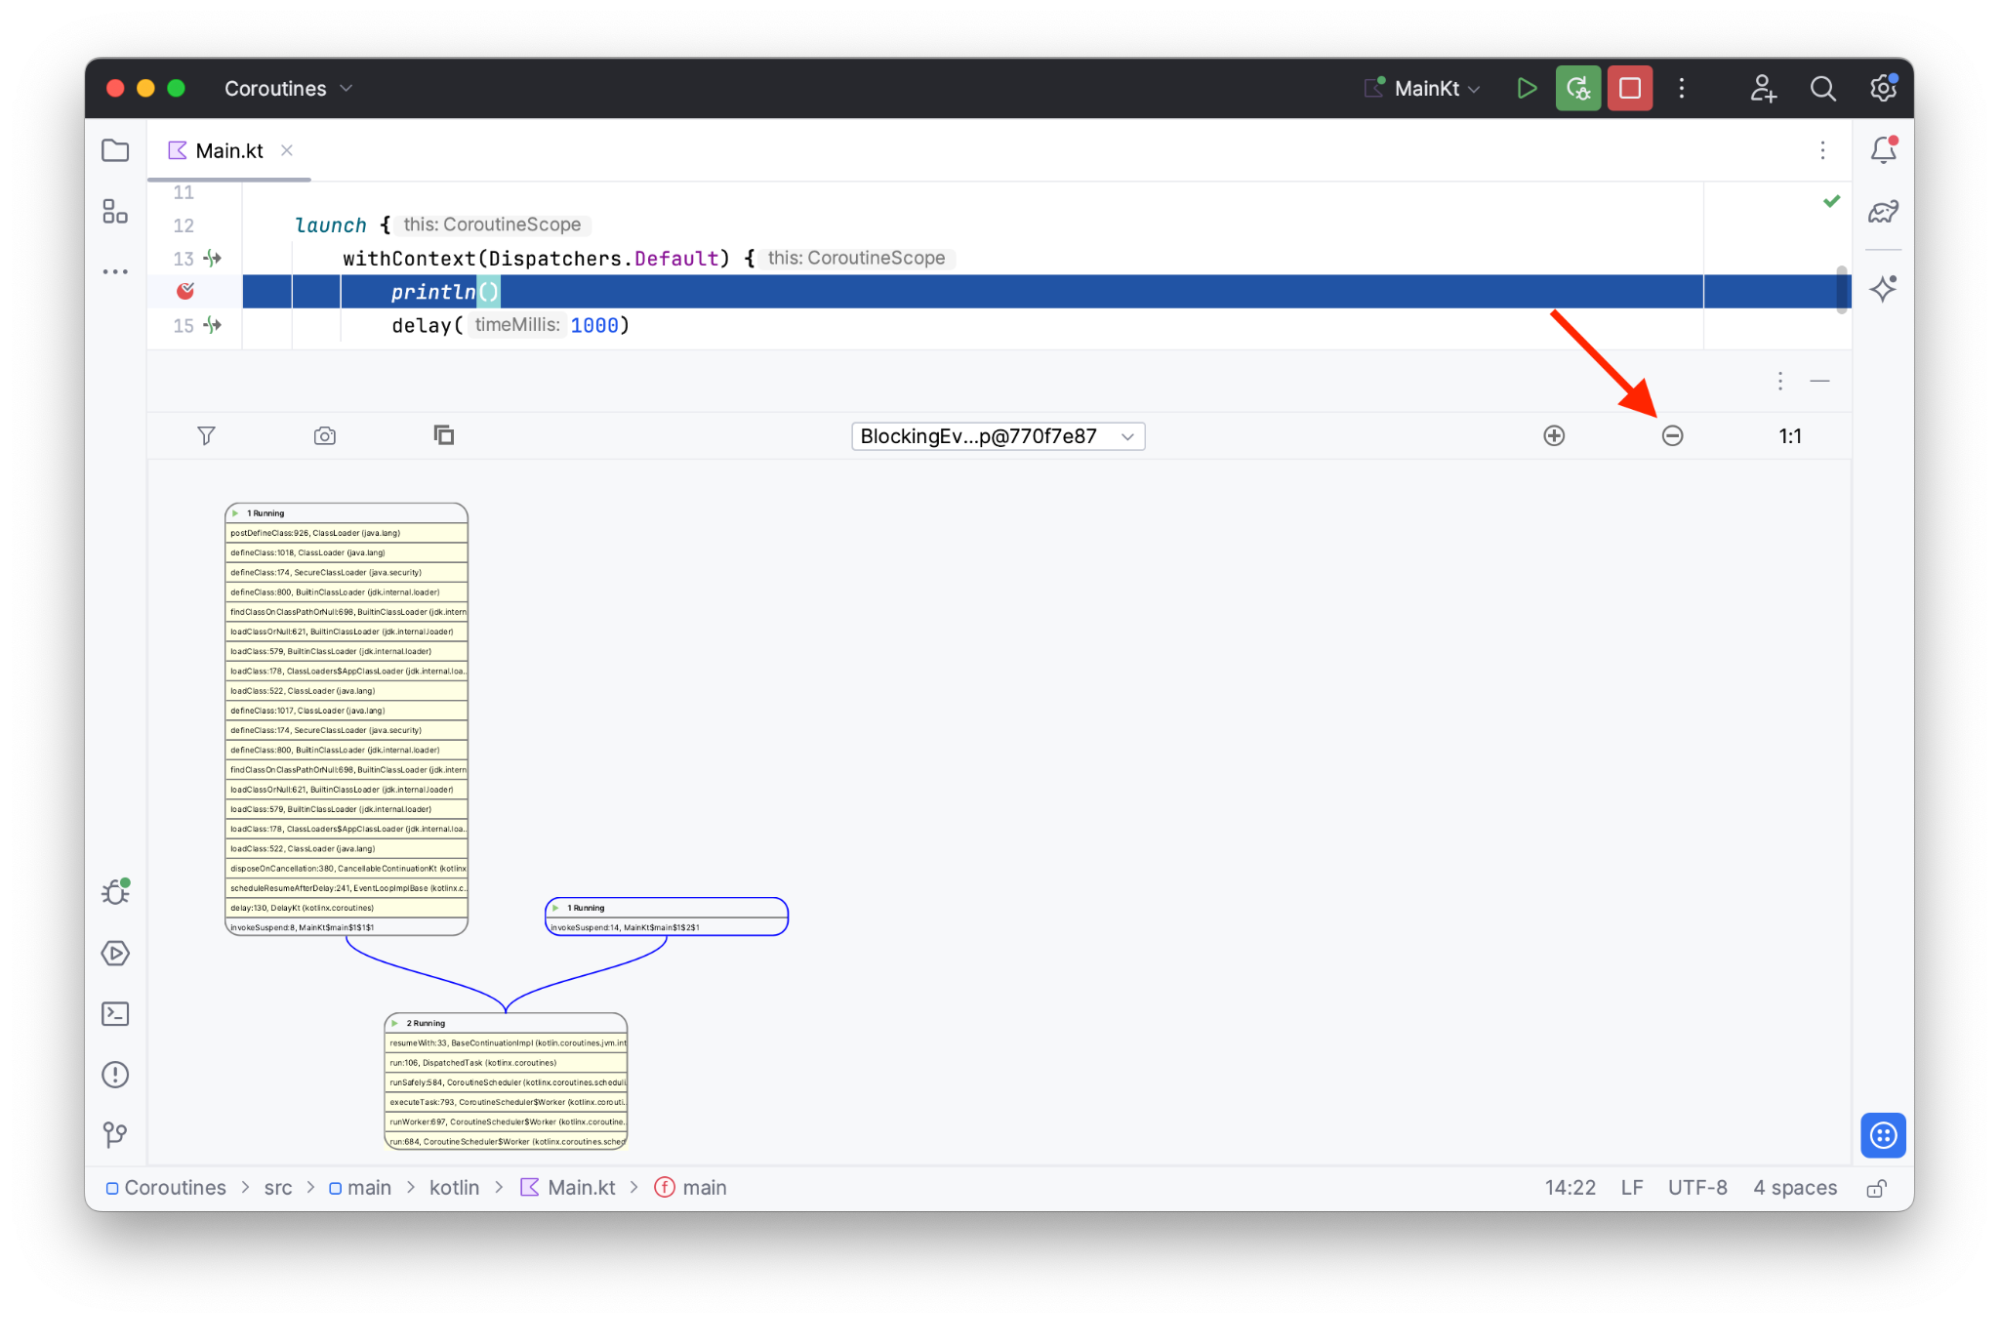 Coroutines
MainKt
Main.kt
11
12 launch { this: CoroutineScope
13 withContext(Dispatchers.Default) { this: CoroutineScope
println()
15 delay( timeMillis: 1000)
BlockingEv...p@770f7e87
1:1
1 Running
postDefineClass:926, ClassLoader (java.lang)
defineClass:1018, ClassLoader (java.lang)
defineClass:174, SecureClassLoader (java.security)
defineClass:800, BuiltinClassLoader (jdk.internal.loader)
findClassOnClassPathOrNull:698, BuiltinClassLoader (jdk.intern
loadClassOrNull:621, BuiltinClassLoader (jdk.internal.loader)
loadClass:579, BuiltinClassLoader (jdk.internal.loader)
loadClass:178, ClassLoaders$AppClassLoader (jdk.internal.loa...
loadClass:522, ClassLoader (java.lang)
defineClass:1017, ClassLoader (java.lang)
defineClass:174, SecureClassLoader (java.security)
defineClass:800, BuiltinClassLoader (jdk.internal.loader)
findClassOnClassPathOrNull:698, BuiltinClassLoader (jdk.intern
loadClassOrNull:621, BuiltinClassLoader (jdk.internal.loader)
loadClass:579, BuiltinClassLoader (jdk.internal.loader)
loadClass:178, ClassLoaders$AppClassLoader (jdk.internal.loa...
loadClass:522, ClassLoader (java.lang)
disposeOnCancellation:380, CancellableContinuationKt (kotlinx
scheduleResumeAfterDelay:241, EventLoopImplBase (kotlinx.c...
delay:130, DelayKt (kotlinx.coroutines)
invokeSuspend:8, MainKt$main$1$1$1
1 Running
invokeSuspend:14, MainKt$main$1$2$1
2 Running
resumeWith:33, BaseContinuationImpl (kotlin.coroutines.jvm.int
run:106, DispatchedTask (kotlinx.coroutines)
runSafely:584, CoroutineScheduler (kotlinx.coroutines.scheduli...
executeTask:793, CoroutineScheduler$Worker (kotlinx.corouti...
runWorker:697, CoroutineScheduler$Worker (kotlinx.coroutine...
run:684, CoroutineScheduler$Worker (kotlinx.coroutines.sched
Coroutines > src > main > kotlin > Main.kt > main
14:22 LF UTF-8 4 spaces